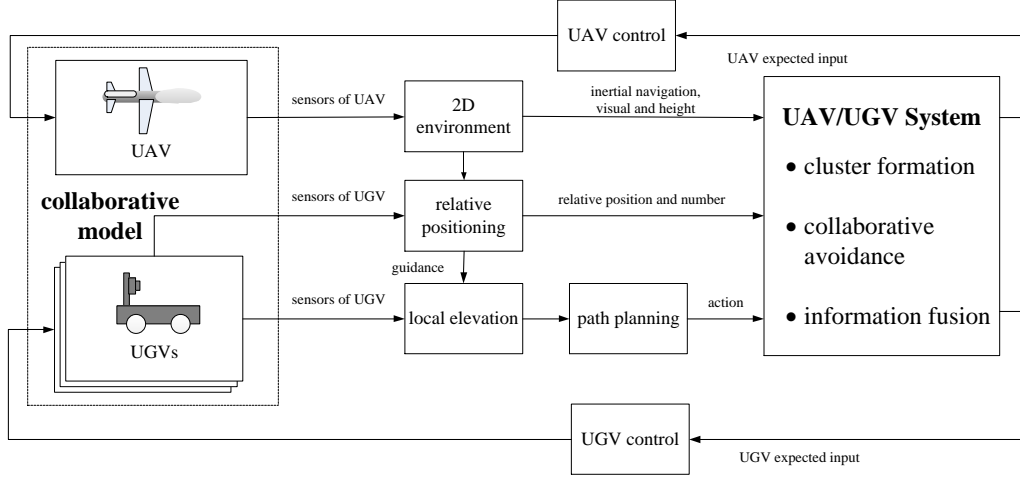 UAV control
UAV expected input
sensors of UAV
2D
environment
inertial navigation,
visual and height
UAV/UGV System
UAV
• cluster formation
collaborative
model
sensors of UGV
relative
positioning
relative position and number
• collaborative
avoidance
guidance
sensors of UGV
local elevation
path planning
action
• information fusion
UGVs
UGV control
UGV expected input